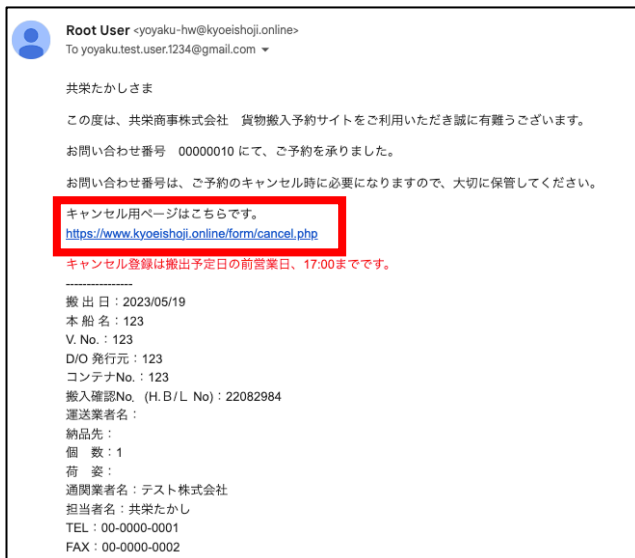 Root User <yoyaku-hw@kyoeishoji.online>
To yoyaku.test.user.1234@gmail.com
共栄たかしさま
この度は、共栄商事株式会社　貨物搬入予約サイトをご利用いただき誠に有難うございます。
お問い合わせ番号　00000010 にて、ご予約を承りました。
お問い合わせ番号は、ご予約のキャンセル時に必要になりますので、大切に保管してください。
キャンセル用ページはこちらです。
https://www.kyoeishoji.online/form/cancel.php
キャンセル登録は搬出予定日の前営業日、17:00までです。
----------------
搬 出 日：2023/05/19
本 船 名：123
V. No.：123
D/O 発行元：123
コンテナNo.：123
搬入確認No.（H.Ｂ/Ｌ No)：22082984
運送業者名：
納品先：
個　数：1
荷　姿：
通関業者名：テスト株式会社
担当者名：共栄たかし
TEL：00-0000-0001
FAX：00-0000-0002